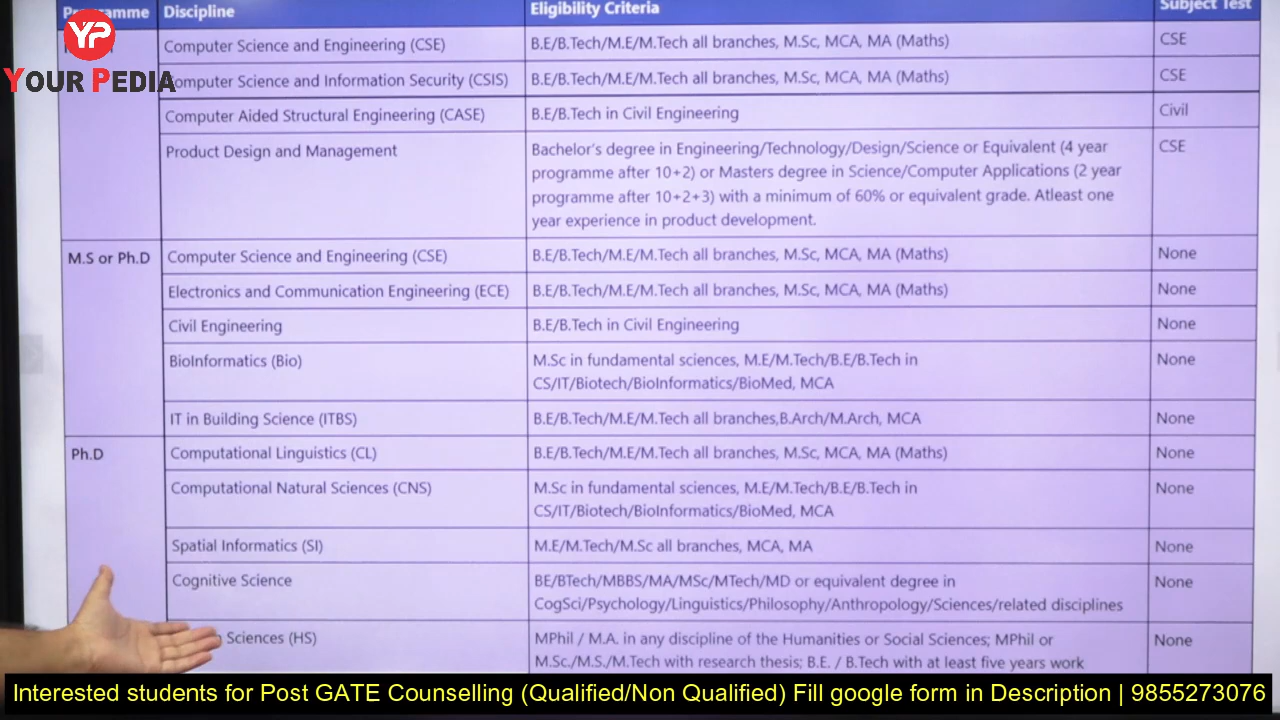 Programme Discipline Eligibility Criteria Subject Test
YP
YOUR PEDIA
Computer Science and Engineering (CSE) B.E/B.Tech/M.E/M.Tech all branches, M.Sc, MCA, MA (Maths) CSE
Computer Science and Information Security (CSIS) B.E/B.Tech/M.E/M.Tech all branches, M.Sc, MCA, MA (Maths) CSE
Computer Aided Structural Engineering (CASE) B.E/B.Tech in Civil Engineering Civil
Product Design and Management Bachelor's degree in Engineering/Technology/Design/Science or Equivalent (4 year CSE
programme after 10+2) or Masters degree in Science/Computer Applications (2 year
programme after 10+2+3) with a minimum of 60% or equivalent grade. Atleast one
year experience in product development.
M.S or Ph.D Computer Science and Engineering (CSE) B.E/B.Tech/M.E/M.Tech all branches, M.Sc, MCA, MA (Maths) None
Electronics and Communication Engineering (ECE) B.E/B.Tech/M.E/M.Tech all branches, M.Sc, MCA, MA (Maths) None
Civil Engineering B.E/B.Tech in Civil Engineering None
BioInformatics (Bio) M.Sc in fundamental sciences, M.E/M.Tech/B.E/B.Tech in None
CS/IT/Biotech/BioInformatics/BioMed, MCA
IT in Building Science (ITBS) B.E/B.Tech/M.E/M.Tech all branches,B.Arch/M.Arch, MCA None
Ph.D Computational Linguistics (CL) B.E/B.Tech/M.E/M.Tech all branches, M.Sc, MCA, MA (Maths) None
Computational Natural Sciences (CNS) M.Sc in fundamental sciences, M.E/M.Tech/B.E/B.Tech in None
CS/IT/Biotech/BioInformatics/BioMed, MCA
Spatial Informatics (SI) M.E/M.Tech/M.Sc all branches, MCA, MA None
Cognitive Science BE/BTech/MBBS/MA/MSc/MTech/MD or equivalent degree in None
CogSci/Psychology/Linguistics/Philosophy/Anthropology/Sciences/related disciplines
Sciences (HS) MPhil / M.A. in any discipline of the Humanities or Social Sciences; MPhil or None
M.Sc./M.S./M.Tech with research thesis; B.E. / B.Tech with at least five years work
Interested students for Post GATE Counselling (Qualified/Non Qualified) Fill google form in Description | 9855273076